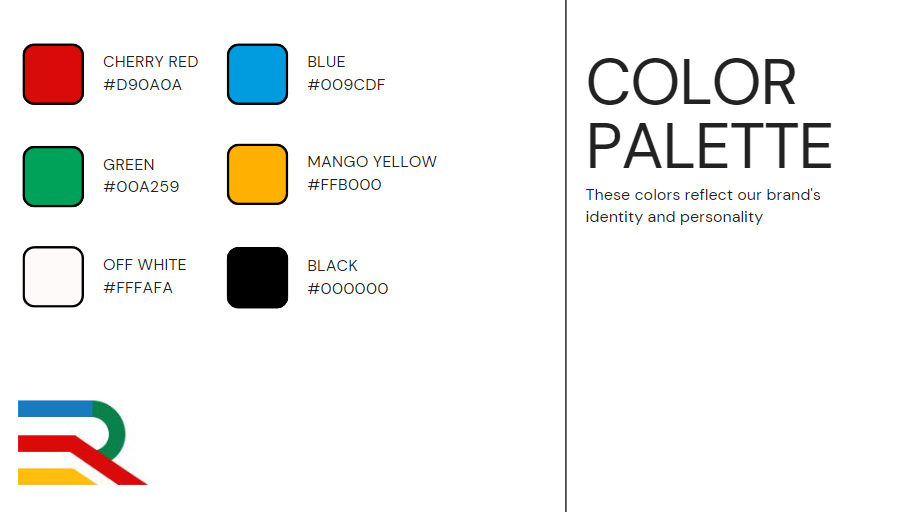 CHERRY RED
#D90A0A
BLUE
#009CDF
GREEN
#00A259
MANGO YELLOW
#FFB000
OFF WHITE
#FFFAFA
BLACK
#000000
COLOR
PALETTE
These colors reflect our brand's
identity and personality